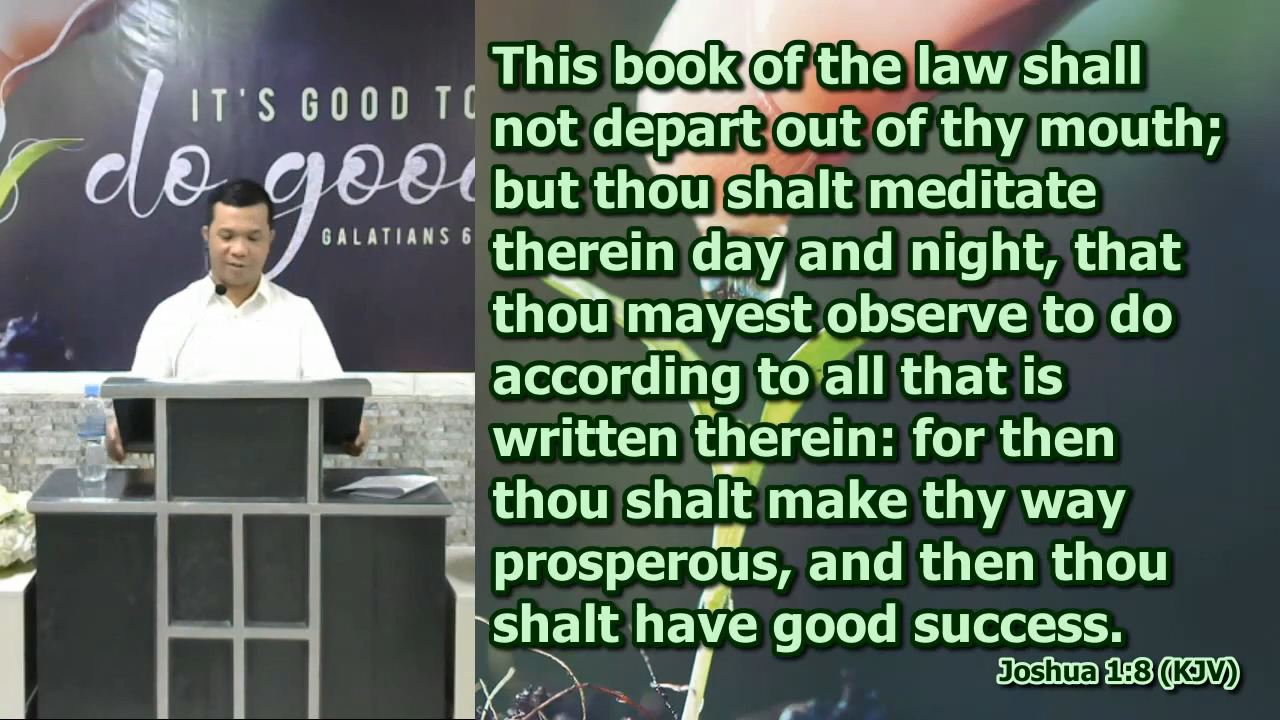 IT'S GOOD TO
do good
GALATIANS 6
This book of the law shall
not depart out of thy mouth;
but thou shalt meditate
therein day and night, that
thou mayest observe to do
according to all that is
written therein: for then
thou shalt make thy way
prosperous, and then thou
shalt have good success.
Joshua 1:8 (KJV)